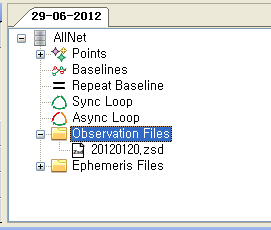 29-06-2012
AllNet
Points
Baselines
Repeat Baseline
Sync Loop
Async Loop
Observation Files
20120120.zsd
Ephemeris Files